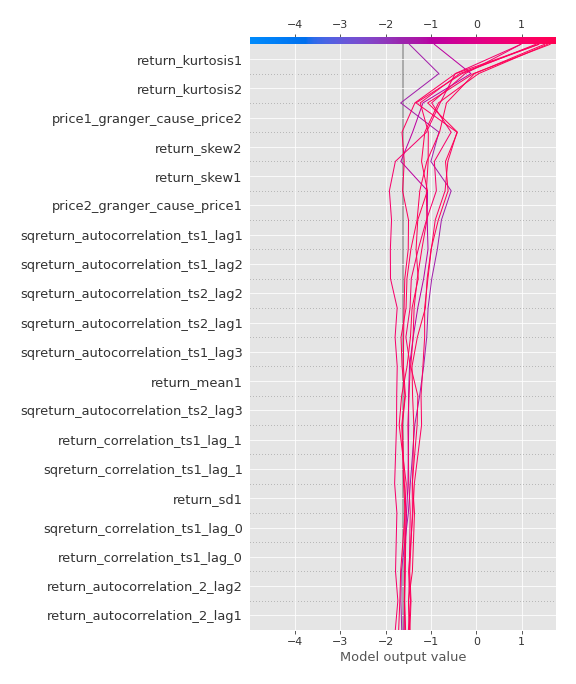 −4 −3 −2 −1 0 1
return_kurtosis1
return_kurtosis2
price1_granger_cause_price2
return_skew2
return_skew1
price2_granger_cause_price1
sqreturn_autocorrelation_ts1_lag1
sqreturn_autocorrelation_ts1_lag2
sqreturn_autocorrelation_ts2_lag2
sqreturn_autocorrelation_ts2_lag1
sqreturn_autocorrelation_ts1_lag3
return_mean1
sqreturn_autocorrelation_ts2_lag3
return_correlation_ts1_lag_1
sqreturn_correlation_ts1_lag_1
return_sd1
sqreturn_correlation_ts1_lag_0
return_correlation_ts1_lag_0
return_autocorrelation_2_lag2
return_autocorrelation_2_lag1
−4 −3 −2 −1 0 1
Model output value